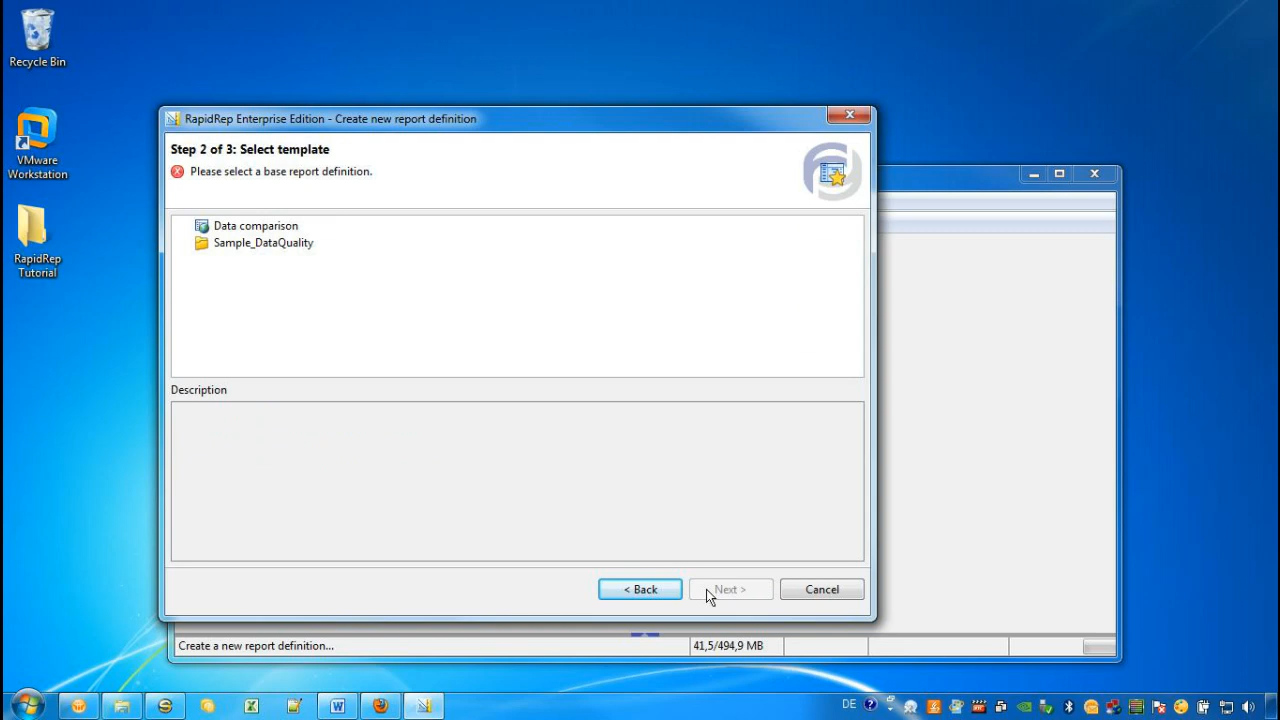 Recycle Bin
VMware
Workstation
RapidRep
Tutorial
RapidRep Enterprise Edition - Create new report definition
Step 2 of 3: Select template
Please select a base report definition.
Data comparison
Sample_DataQuality
Description
< Back
Next >
Cancel
Create a new report definition...
41,5/494,9 MB
DE